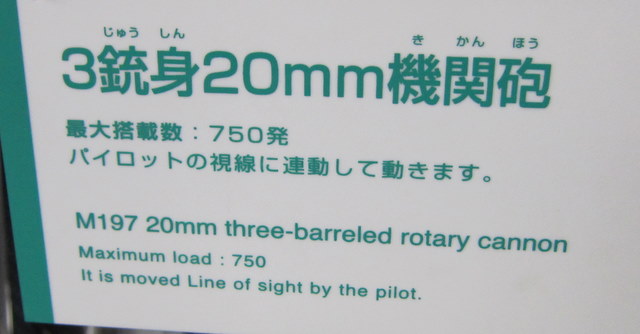 じゅう しん き かん ほう
3銃身20mm機関砲
最大搭載数：750発
パイロットの視線に連動して動きます。
M197 20mm three-barreled rotary cannon
Maximum load : 750
It is moved Line of sight by the pilot.